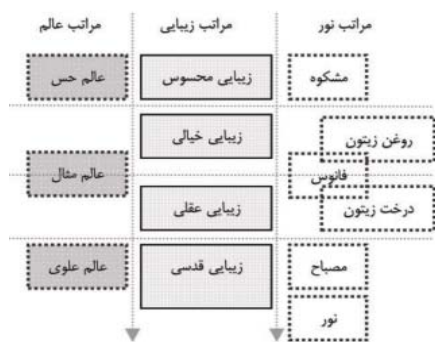 مراتب نور مراتب زیبایی مراتب عالم
مشکوه زیبایی محسوس عالم حس
روغن زیتون زیبایی خیالی
فانوس عالم مثال
درخت زیتون زیبایی عقلی
مصباح زیبایی قدسی عالم علوی
نور